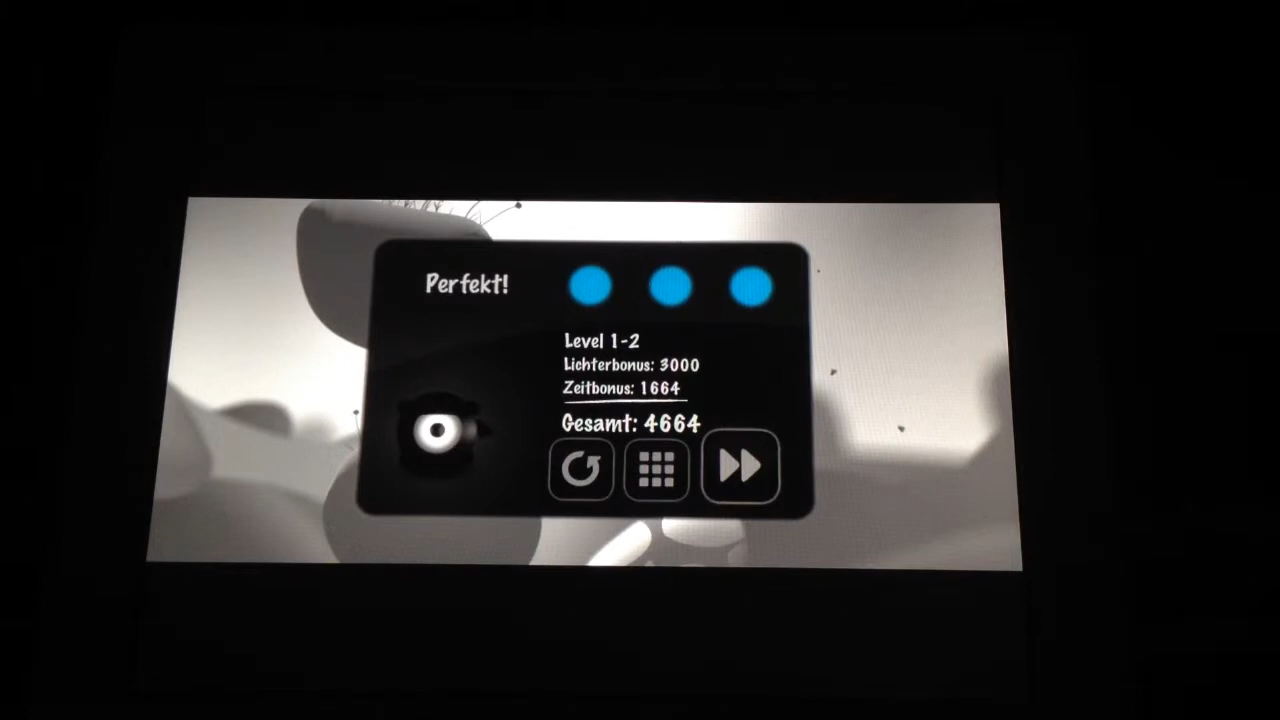 Perfekt!
Level 1-2
Lichterbonus: 3000
Zeitbonus: 1664
Gesamt: 4664